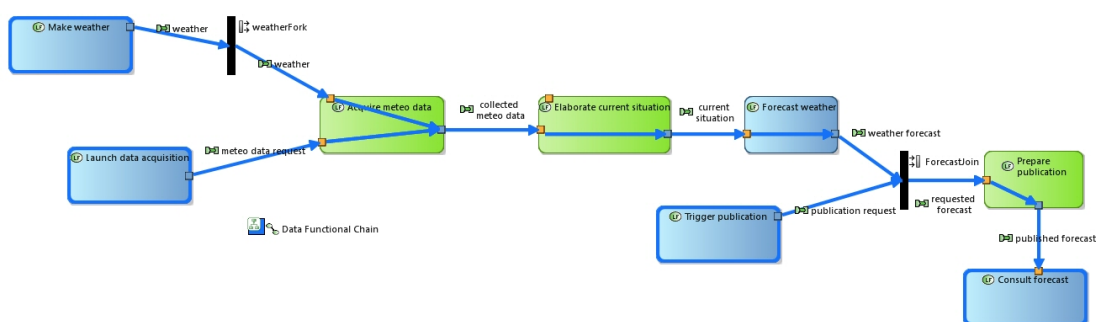 Make weather
weather
weatherFork
weather
Acquire meteo data
collected
meteo data
Elaborate current situation
current
situation
Forecast weather
weather forecast
Launch data acquisition
meteo data request
ForecastJoin
Prepare
publication
requested
forecast
Trigger publication
publication request
Data Functional Chain
published forecast
Consult forecast